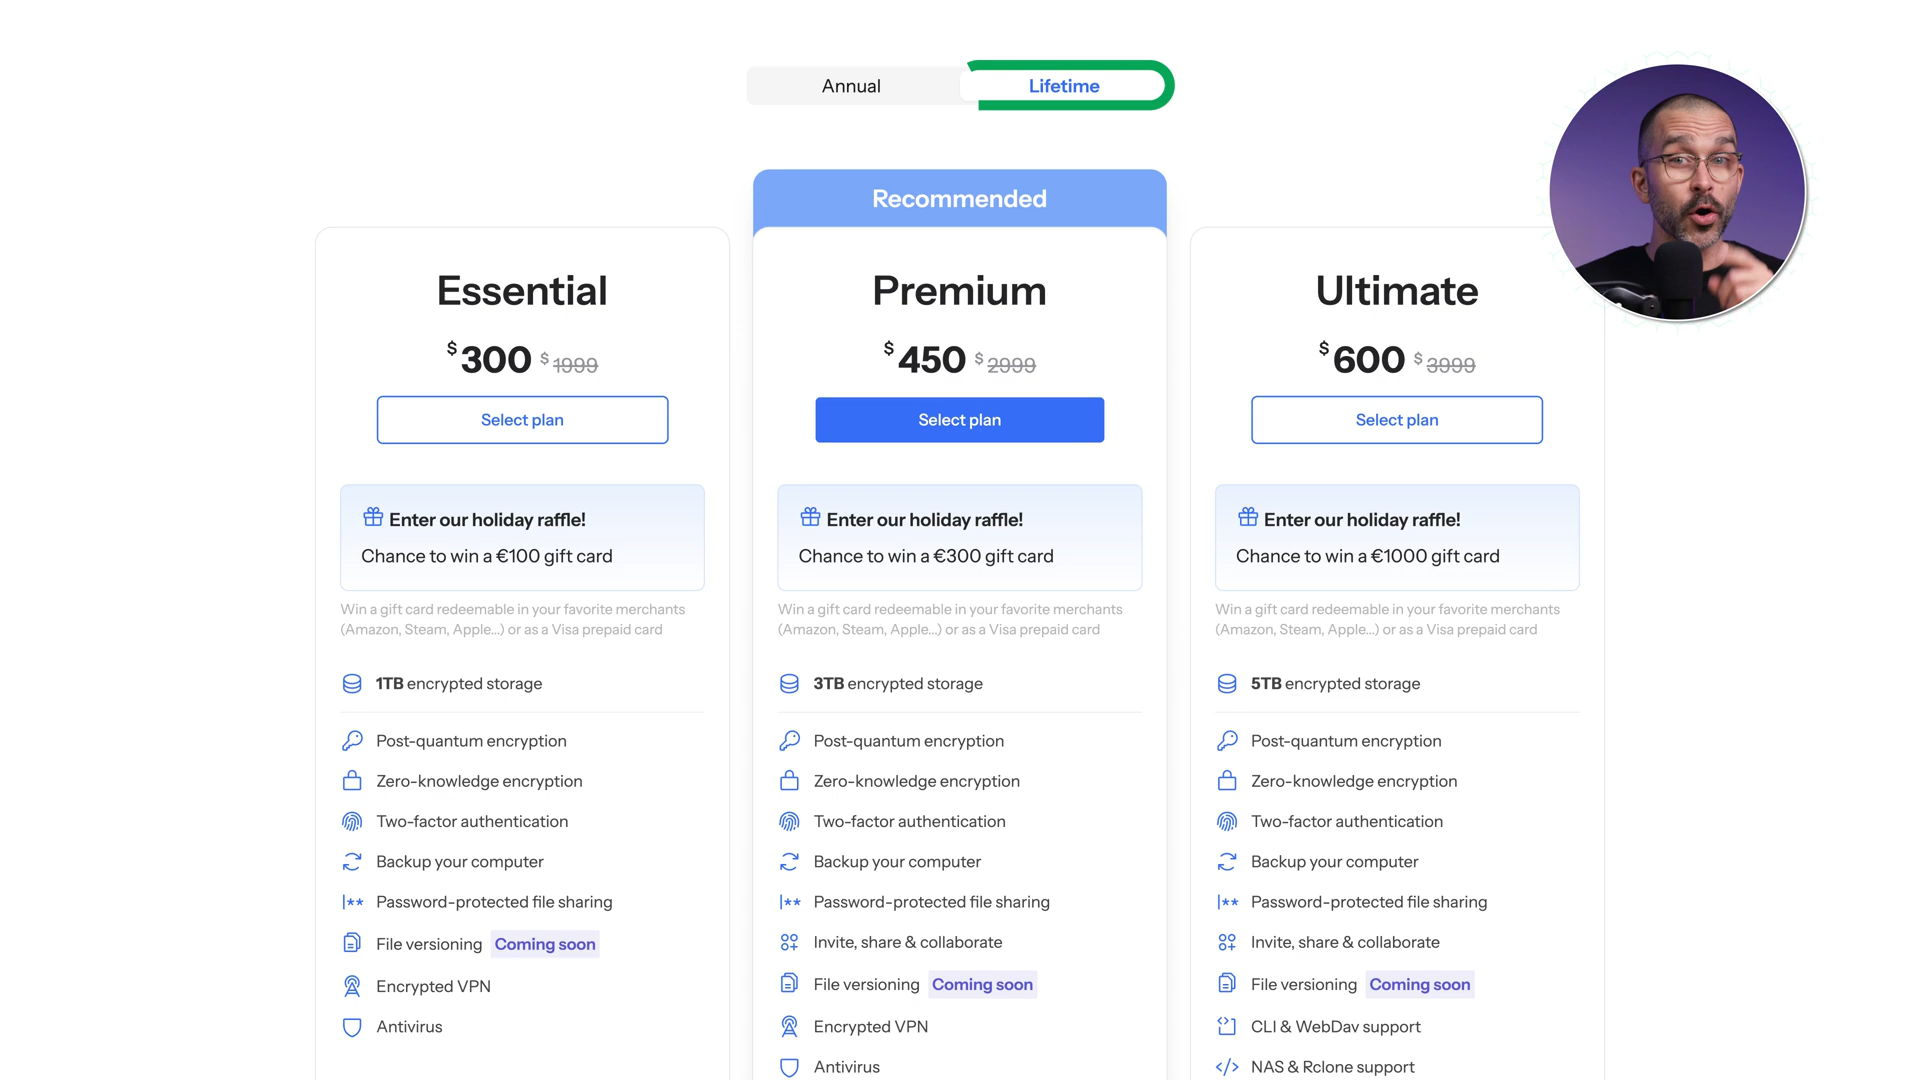 Annual
Lifetime
Recommended
Essential
$300 $1999
Select plan
Enter our holiday raffle!
Chance to win a €100 gift card
Win a gift card redeemable in your favorite merchants
(Amazon, Steam, Apple...) or as a Visa prepaid card
1TB encrypted storage
Post-quantum encryption
Zero-knowledge encryption
Two-factor authentication
Backup your computer
Password-protected file sharing
File versioning Coming soon
Encrypted VPN
Antivirus
Premium
$450 $2999
Select plan
Enter our holiday raffle!
Chance to win a €300 gift card
Win a gift card redeemable in your favorite merchants
(Amazon, Steam, Apple...) or as a Visa prepaid card
3TB encrypted storage
Post-quantum encryption
Zero-knowledge encryption
Two-factor authentication
Backup your computer
Password-protected file sharing
Invite, share & collaborate
File versioning Coming soon
Encrypted VPN
Antivirus
Ultimate
$600 $3999
Select plan
Enter our holiday raffle!
Chance to win a €1000 gift card
Win a gift card redeemable in your favorite merchants
(Amazon, Steam, Apple...) or as a Visa prepaid card
5TB encrypted storage
Post-quantum encryption
Zero-knowledge encryption
Two-factor authentication
Backup your computer
Password-protected file sharing
Invite, share & collaborate
File versioning Coming soon
CLI & WebDav support
NAS & Rclone support